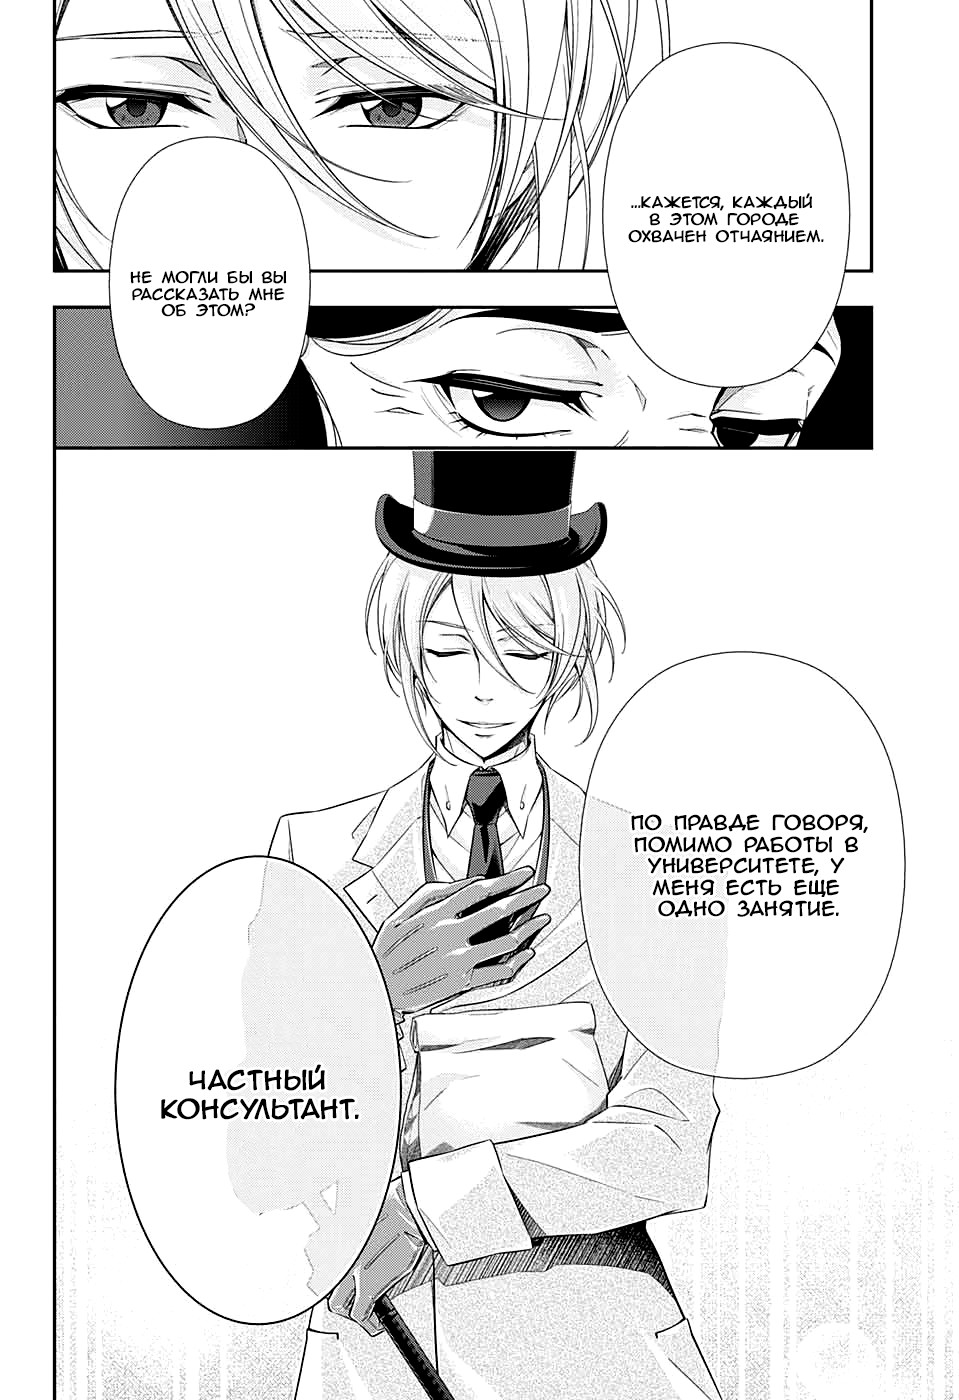 ...КАЖЕТСЯ, КАЖДЫЙ
В ЭТОМ ГОРОДЕ
ОХВАЧЕН ОТЧАЯНИЕМ.
НЕ МОГЛИ БЫ ВЫ
РАССКАЗАТЬ МНЕ
ОБ ЭТОМ?
ПО ПРАВДЕ ГОВОРЯ,
ПОМИМО РАБОТЫ В
УНИВЕРСИТЕТЕ, У
МЕНЯ ЕСТЬ ЕЩЕ
ОДНО ЗАНЯТИЕ.
ЧАСТНЫЙ
КОНСУЛЬТАНТ.